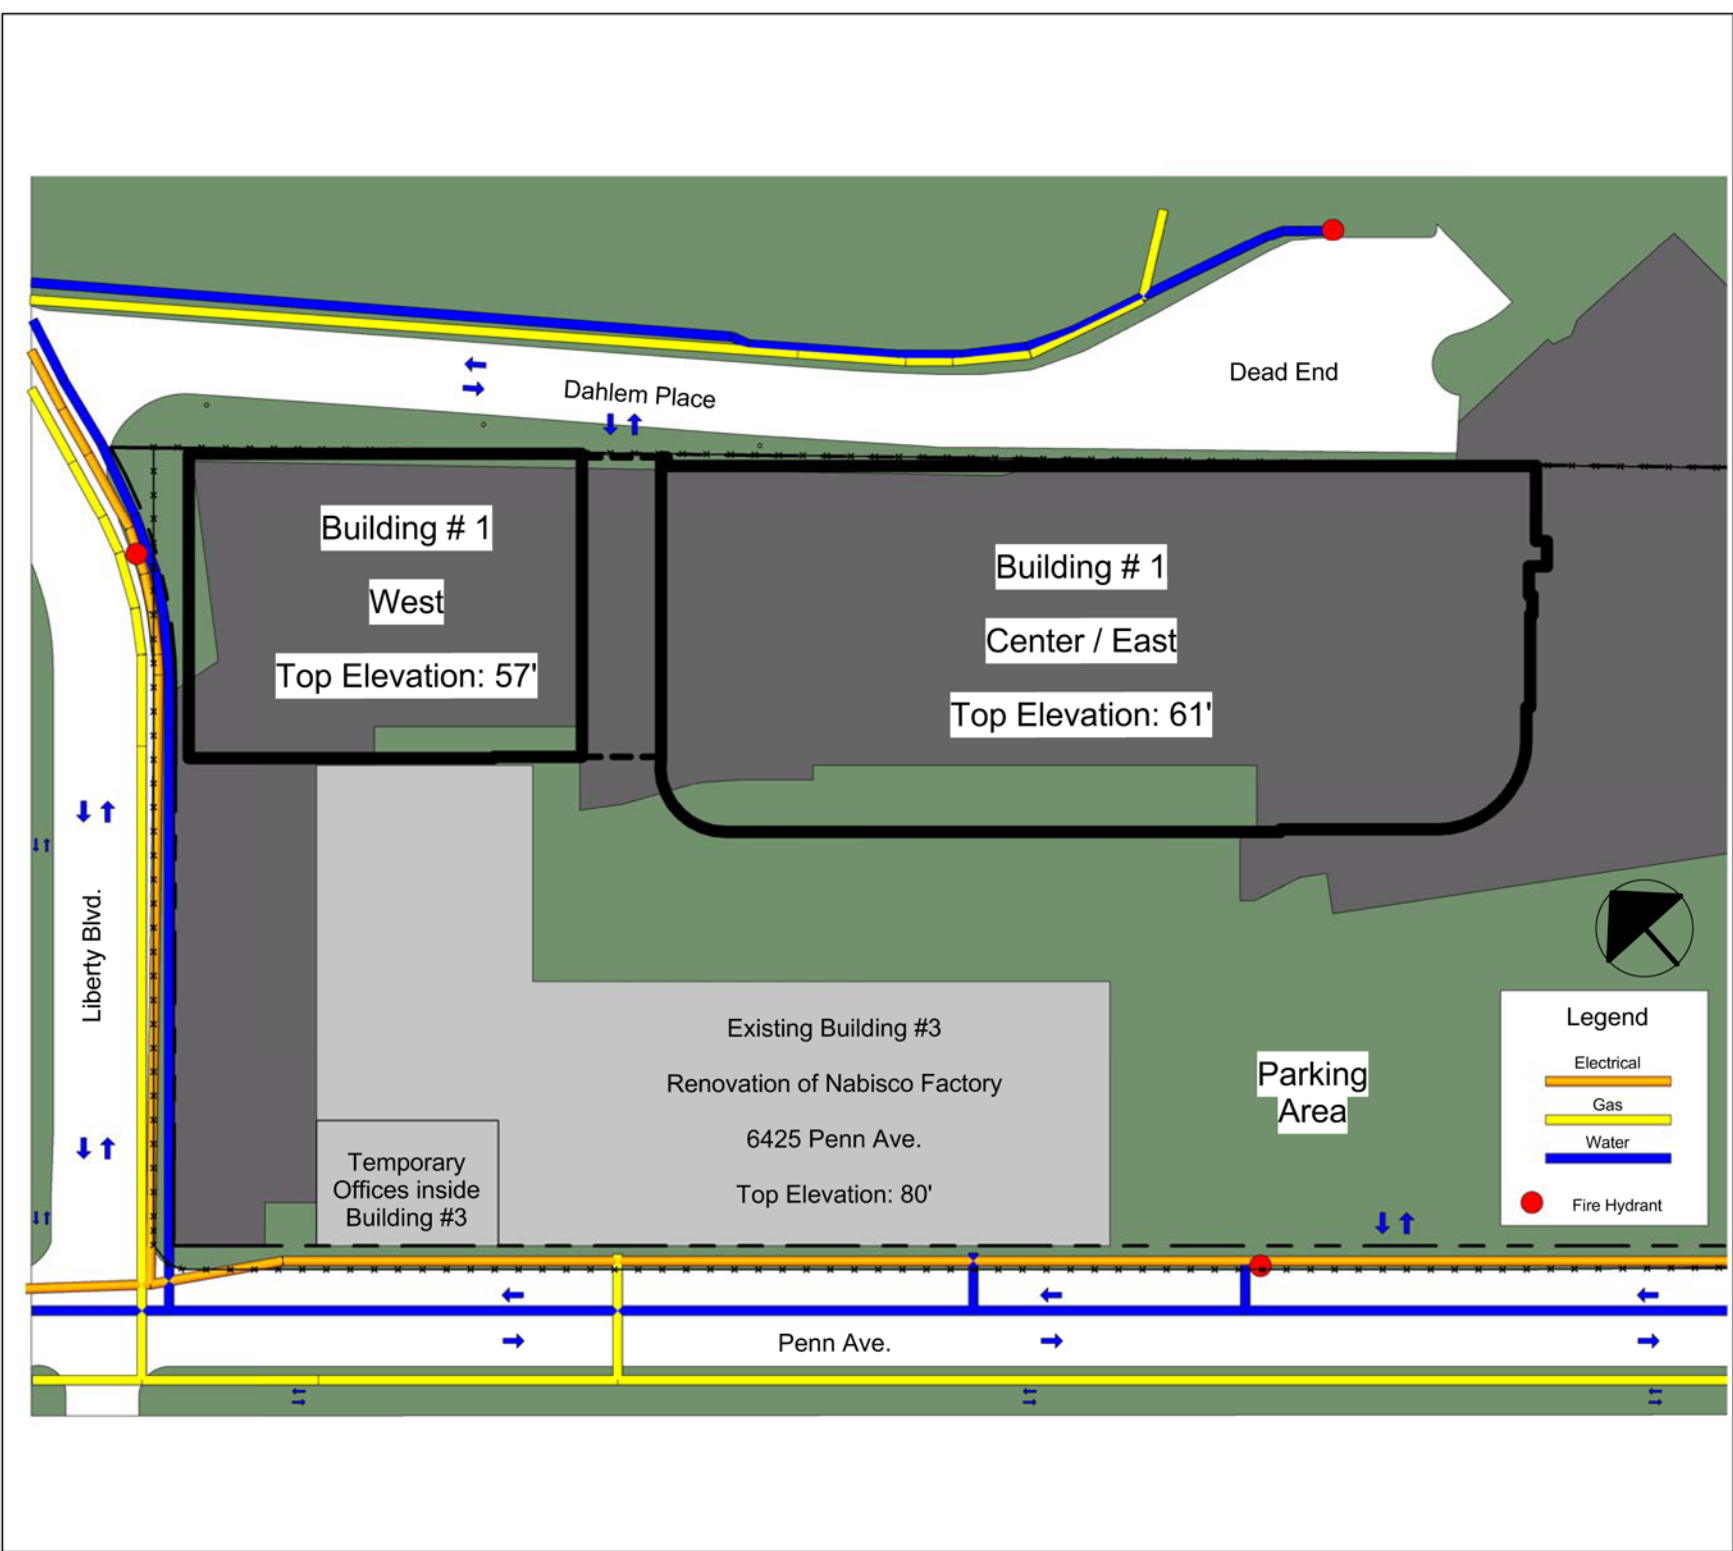 Dahlem Place
Dead End
Building # 1
West
Top Elevation: 57'
Building # 1
Center / East
Top Elevation: 61'
Liberty Blvd.
Existing Building #3
Renovation of Nabisco Factory
6425 Penn Ave.
Top Elevation: 80'
Temporary
Offices inside
Building #3
Parking
Area
Legend
Electrical
Gas
Water
Fire Hydrant
Penn Ave.